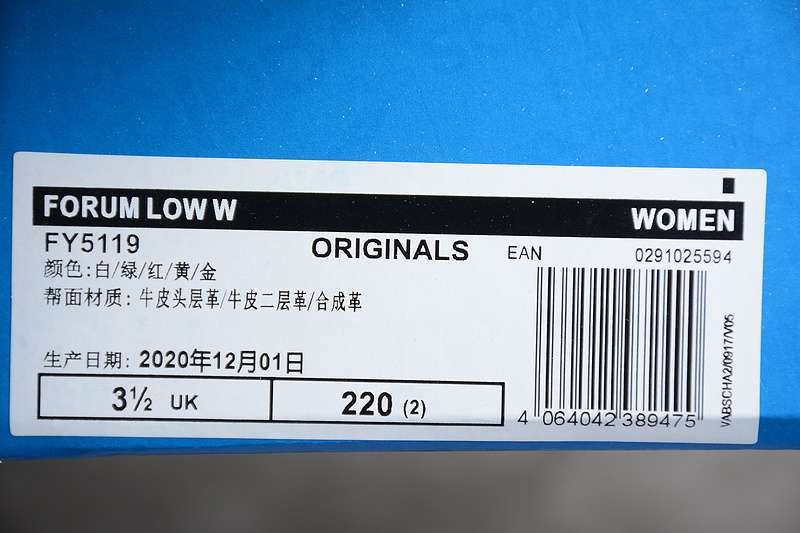 FORUM LOW W WOMEN
FY5119 ORIGINALS EAN 0291025594
颜色:白/绿/红/黄/金
帮面材质: 牛皮头层革/牛皮二层革/合成革
生产日期: 2020年12月01日
3½ UK 220 (2)
4 064042 389475
VABSCHA2/0917/V05